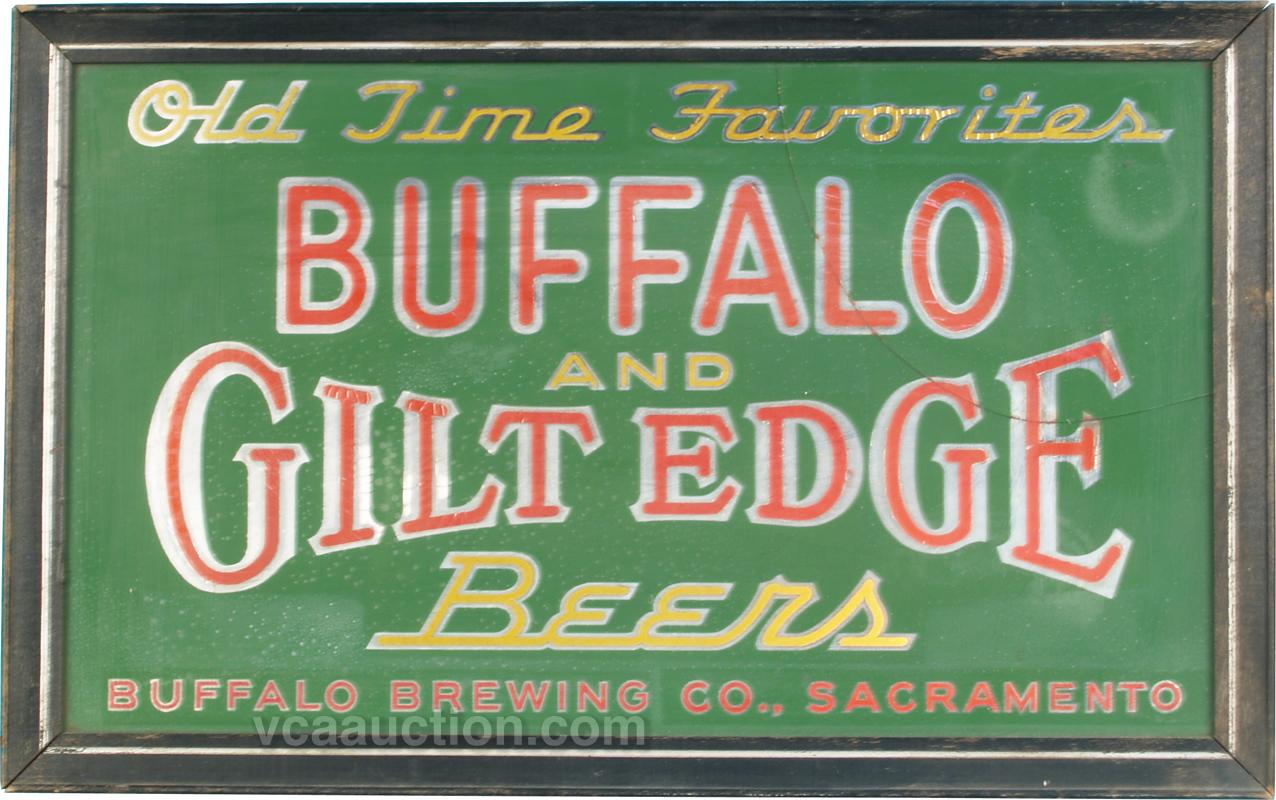 Old Time Favorites
BUFFALO
AND
GILT EDGE
Beers
BUFFALO BREWING CO., SACRAMENTO
vcaauction.com